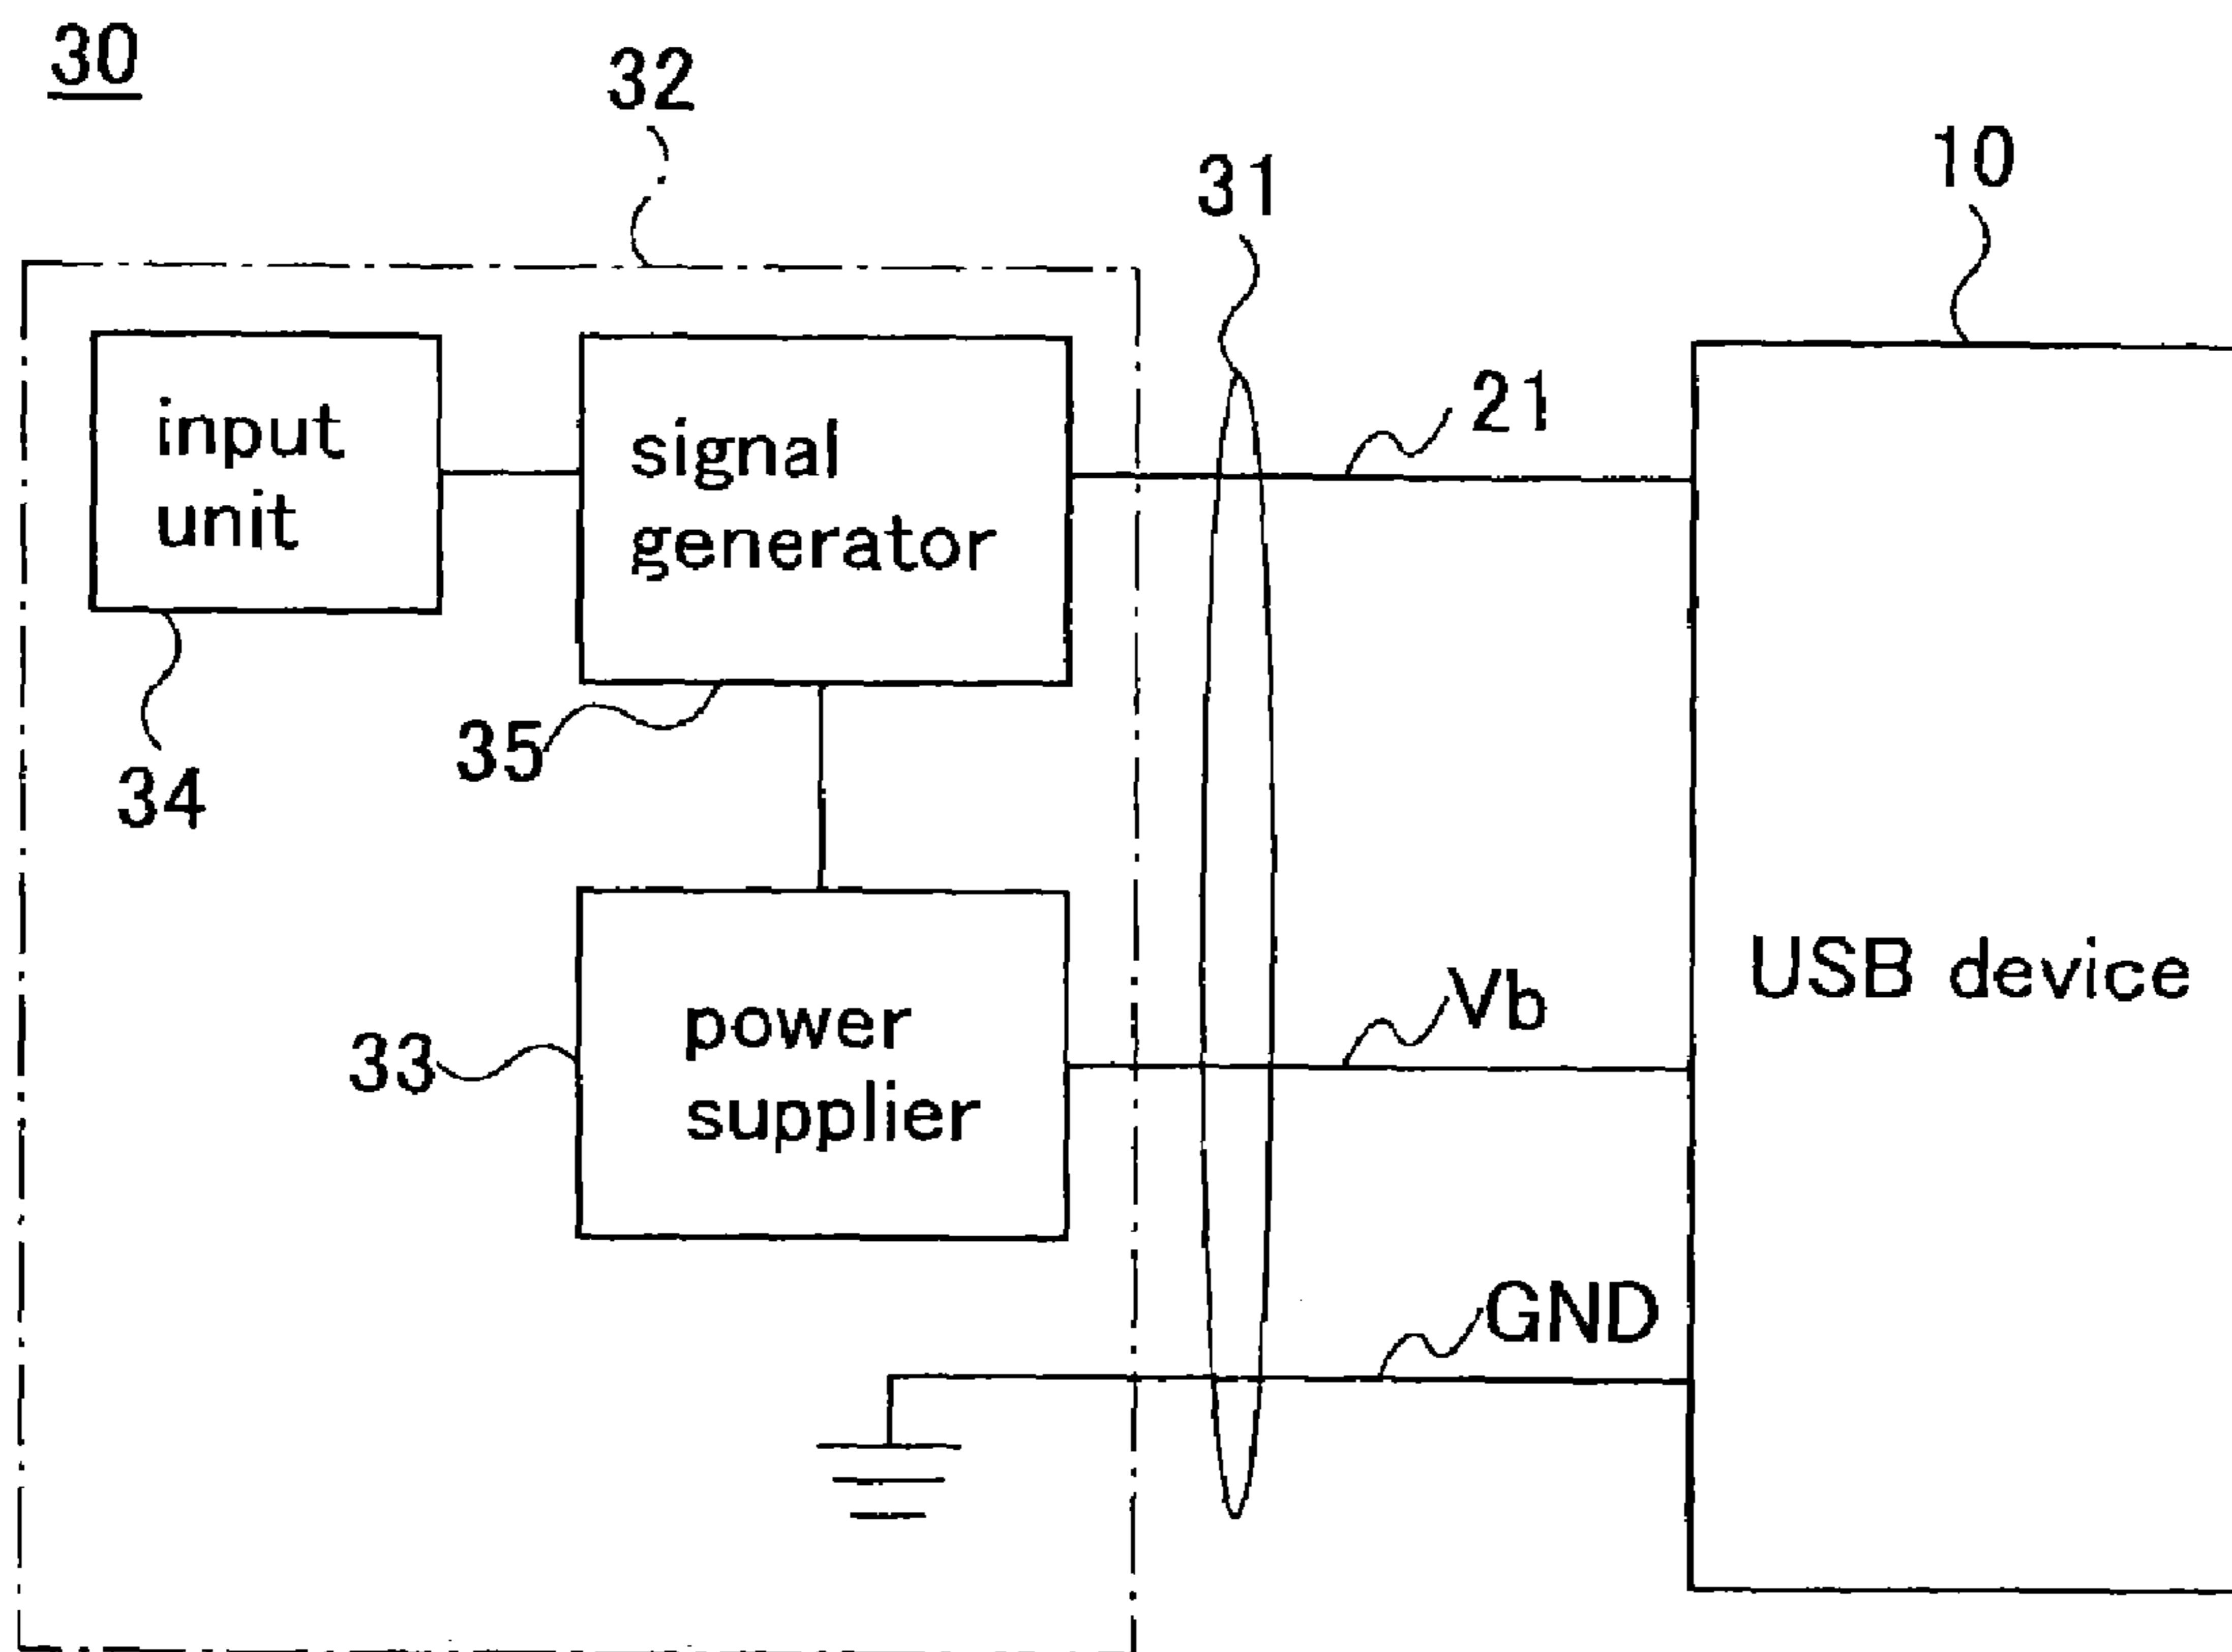 30
32
31
10
21
input
unit
signal
generator
35
34
USB device
Vb
power
supplier
33
GND